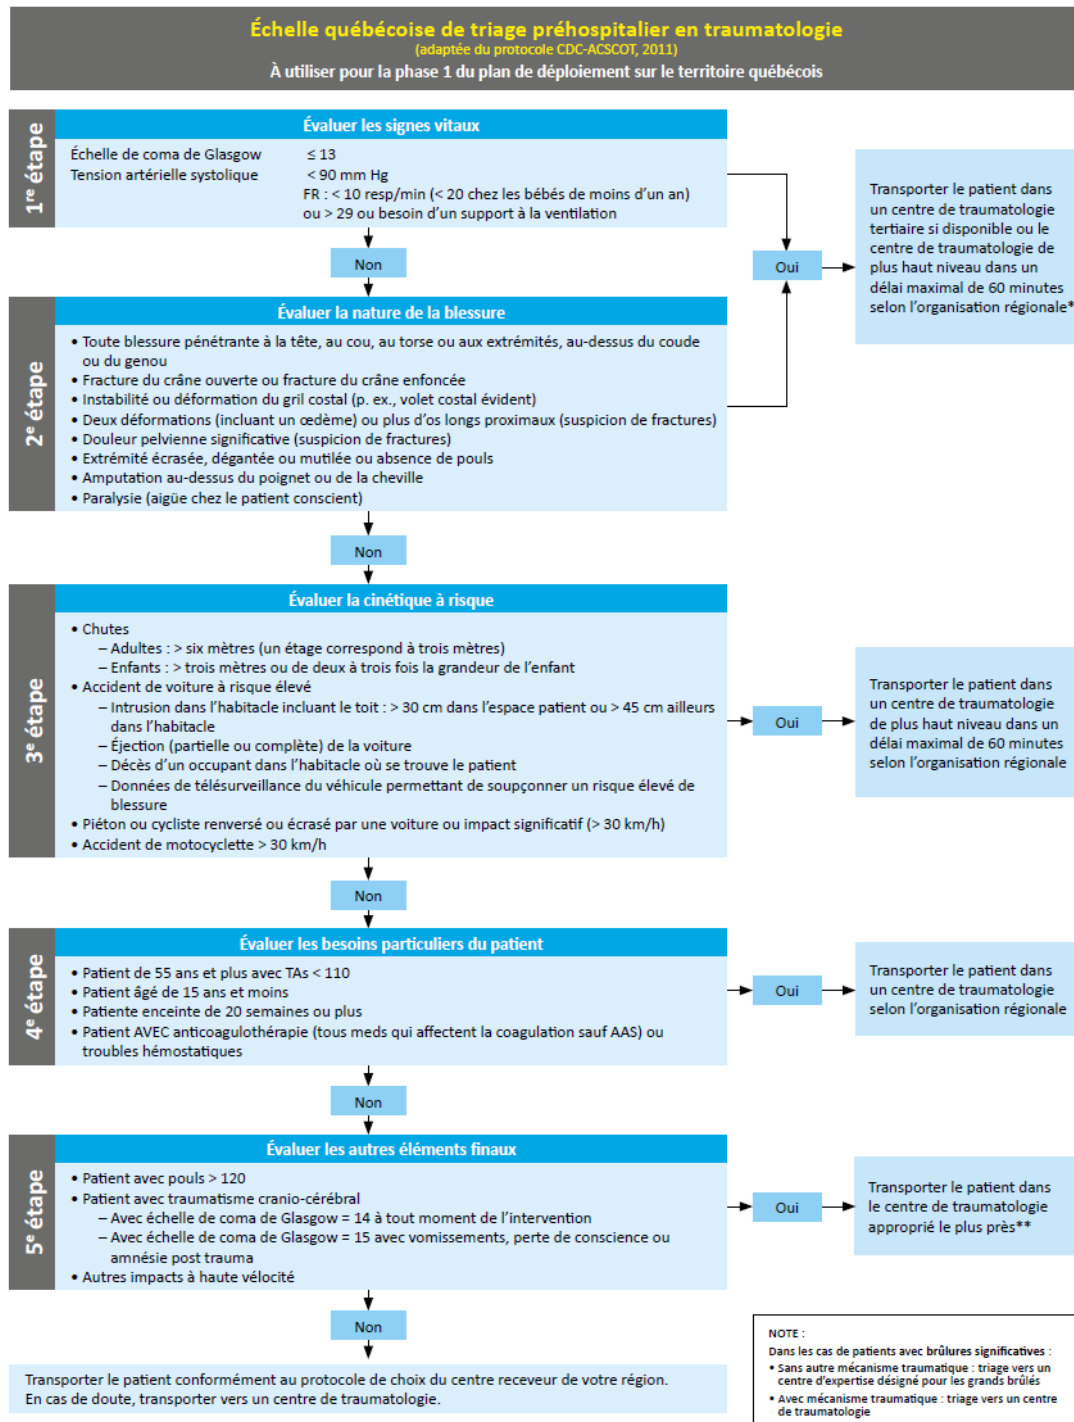 Échelle québécoise de triage préhospitalier en traumatologie
(adaptée du protocole CDC-ACSCOT, 2011)
À utiliser pour la phase 1 du plan de déploiement sur le territoire québécois
1re étape
Évaluer les signes vitaux
Échelle de coma de Glasgow ≤ 13
Tension artérielle systolique < 90 mm Hg
FR : < 10 resp/min (< 20 chez les bébés de moins d'un an)
ou > 29 ou besoin d'un support à la ventilation
Non
Oui
Transporter le patient dans
un centre de traumatologie
tertiaire si disponible ou le
centre de traumatologie de
plus haut niveau dans un
délai maximal de 60 minutes
selon l'organisation régionale*
2e étape
Évaluer la nature de la blessure
• Toute blessure pénétrante à la tête, au cou, au torse ou aux extrémités, au-dessus du coude
ou du genou
• Fracture du crâne ouverte ou fracture du crâne enfoncée
• Instabilité ou déformation du gril costal (p. ex., volet costal évident)
• Deux déformations (incluant un œdème) ou plus d'os longs proximaux (suspicion de fractures)
• Douleur pelvienne significative (suspicion de fractures)
• Extrémité écrasée, dégantée ou mutilée ou absence de pouls
• Amputation au-dessus du poignet ou de la cheville
• Paralysie (aigüe chez le patient conscient)
Non
3e étape
Évaluer la cinétique à risque
• Chutes
– Adultes : > six mètres (un étage correspond à trois mètres)
– Enfants : > trois mètres ou de deux à trois fois la grandeur de l'enfant
• Accident de voiture à risque élevé
– Intrusion dans l'habitacle incluant le toit : > 30 cm dans l'espace patient ou > 45 cm ailleurs
dans l'habitacle
– Éjection (partielle ou complète) de la voiture
– Décès d'un occupant dans l'habitacle où se trouve le patient
– Données de télésurveillance du véhicule permettant de soupçonner un risque élevé de
blessure
• Piéton ou cycliste renversé ou écrasé par une voiture ou impact significatif (> 30 km/h)
• Accident de motocyclette > 30 km/h
Oui
Transporter le patient dans
un centre de traumatologie
de plus haut niveau dans un
délai maximal de 60 minutes
selon l'organisation régionale
Non
4e étape
Évaluer les besoins particuliers du patient
• Patient de 55 ans et plus avec TAs < 110
• Patient âgé de 15 ans et moins
• Patiente enceinte de 20 semaines ou plus
• Patient AVEC anticoagulothérapie (tous meds qui affectent la coagulation sauf AAS) ou
troubles hémostatiques
Oui
Transporter le patient dans
un centre de traumatologie
selon l'organisation régionale
Non
5e étape
Évaluer les autres éléments finaux
• Patient avec pouls > 120
• Patient avec traumatisme cranio-cérébral
– Avec échelle de coma de Glasgow = 14 à tout moment de l'intervention
– Avec échelle de coma de Glasgow = 15 avec vomissements, perte de conscience ou
amnésie post trauma
• Autres impacts à haute vélocité
Oui
Transporter le patient dans
le centre de traumatologie
approprié le plus près**
Non
Transporter le patient conformément au protocole de choix du centre receveur de votre région.
En cas de doute, transporter vers un centre de traumatologie.
NOTE :
Dans les cas de patients avec brûlures significatives :
• Sans autre mécanisme traumatique : triage vers un
centre d'expertise désigné pour les grands brûlés
• Avec mécanisme traumatique : triage vers un centre
de traumatologie